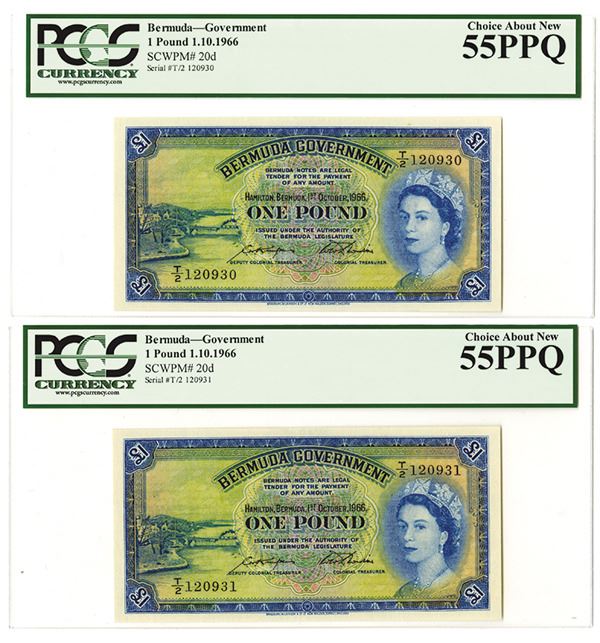 PCGS
CURRENCY
www.pcgscurrency.com
Bermuda—Government
1 Pound 1.10.1966
SCWPM# 20d
Serial #T/2 120930
Choice About New
55PPQ
£1
£1
BERMUDA GOVERNMENT
T/2 120930
BERMUDA NOTES ARE LEGAL
TENDER FOR THE PAYMENT
OF ANY AMOUNT.
HAMILTON, BERMUDA, 1ST OCTOBER, 1966.
ONE POUND
ISSUED UNDER THE AUTHORITY OF
THE BERMUDA LEGISLATURE
T/2 120930
DEPUTY COLONIAL TREASURER. COLONIAL TREASURER.
£1
£1
PCGS
CURRENCY
www.pcgscurrency.com
Bermuda—Government
1 Pound 1.10.1966
SCWPM# 20d
Serial #T/2 120931
Choice About New
55PPQ
£1
£1
BERMUDA GOVERNMENT
T/2 120931
BERMUDA NOTES ARE LEGAL
TENDER FOR THE PAYMENT
OF ANY AMOUNT.
HAMILTON, BERMUDA, 1ST OCTOBER, 1966.
ONE POUND
ISSUED UNDER THE AUTHORITY OF
THE BERMUDA LEGISLATURE
T/2 120931
DEPUTY COLONIAL TREASURER. COLONIAL TREASURER.
£1
£1